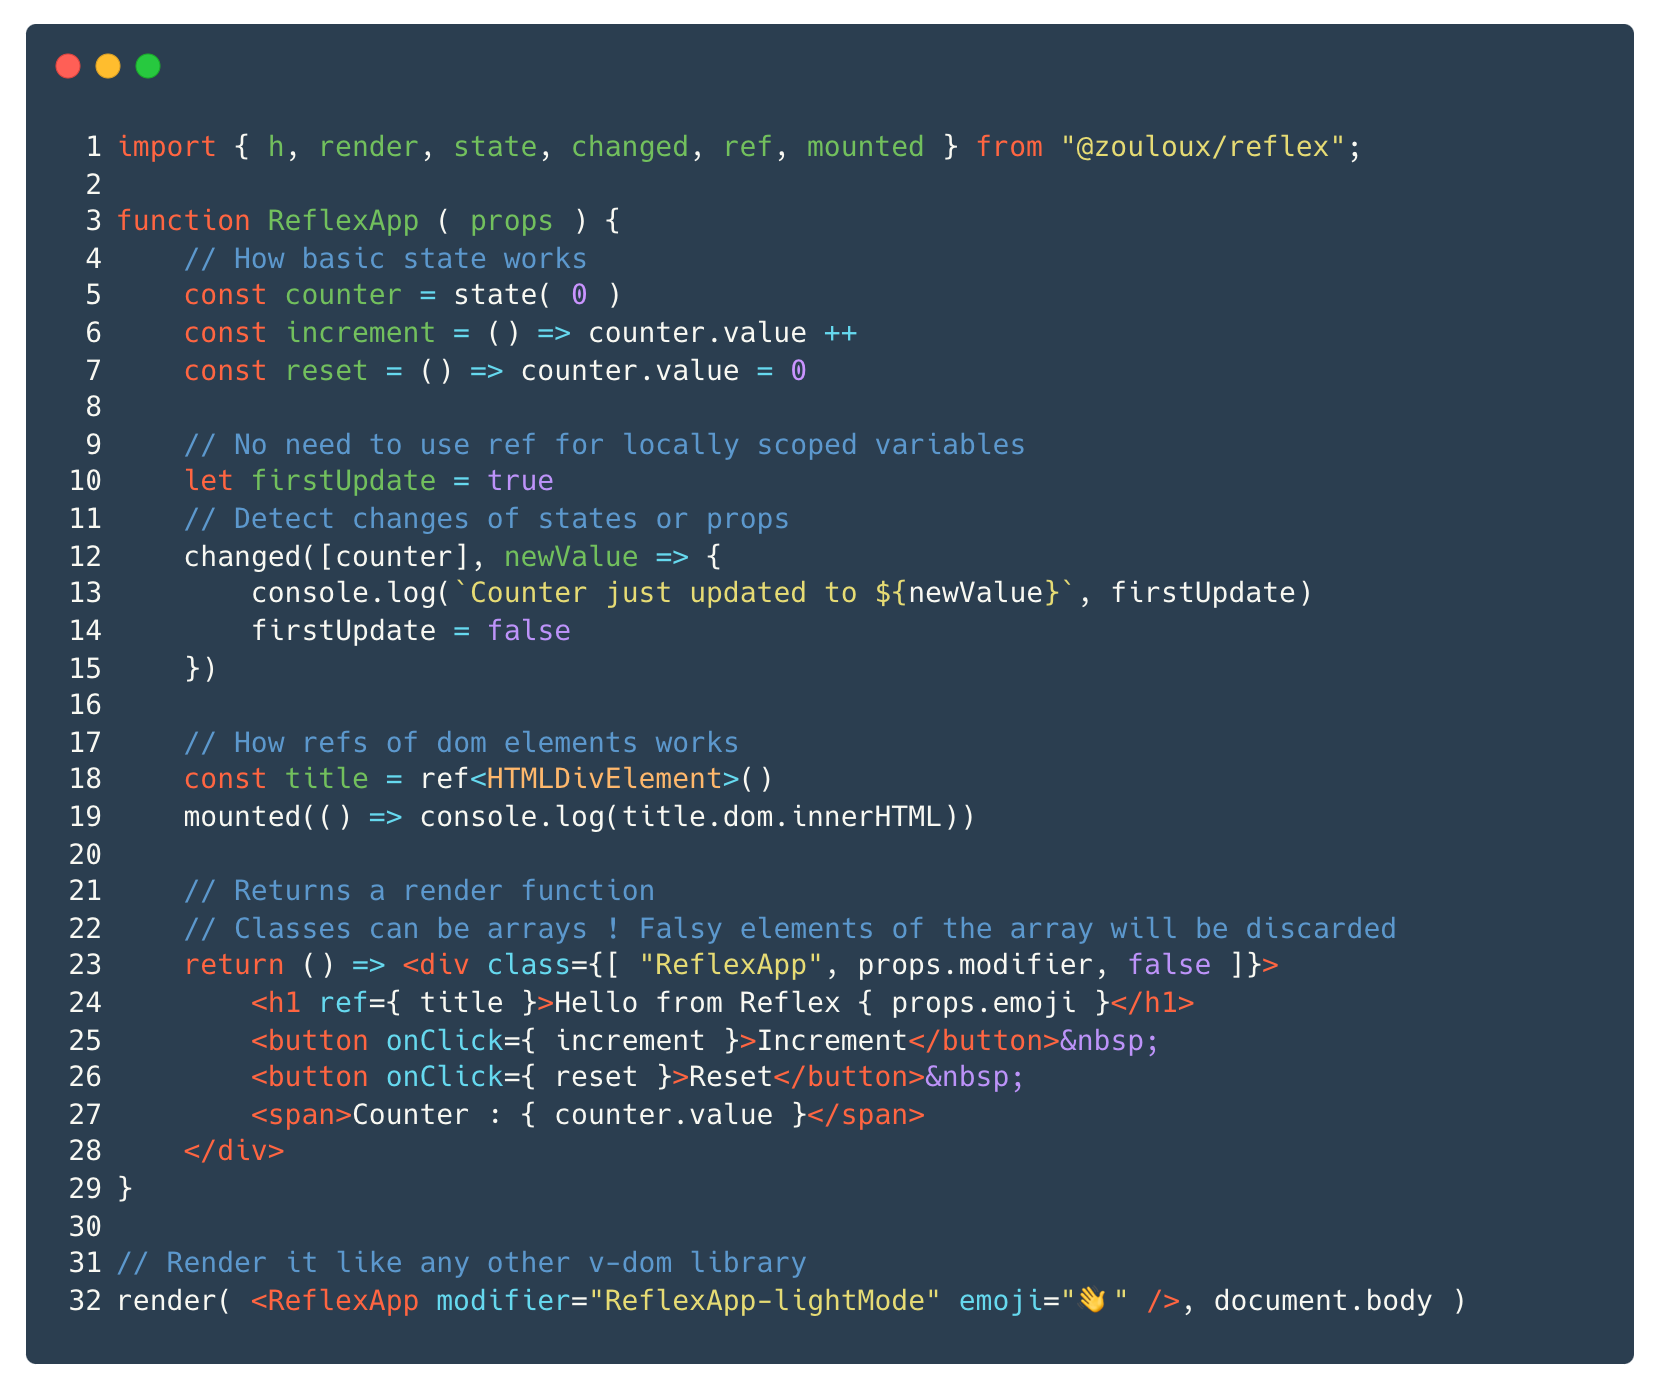 1 import { h, render, state, changed, ref, mounted } from "@zouloux/reflex";
2
3 function ReflexApp ( props ) {
4     // How basic state works
5     const counter = state( 0 )
6     const increment = () => counter.value ++
7     const reset = () => counter.value = 0
8
9     // No need to use ref for locally scoped variables
10     let firstUpdate = true
11     // Detect changes of states or props
12     changed([counter], newValue => {
13         console.log(`Counter just updated to ${newValue}`, firstUpdate)
14         firstUpdate = false
15     })
16
17     // How refs of dom elements works
18     const title = ref<HTMLDivElement>()
19     mounted(() => console.log(title.dom.innerHTML))
20
21     // Returns a render function
22     // Classes can be arrays ! Falsy elements of the array will be discarded
23     return () => <div class={[ "ReflexApp", props.modifier, false ]}>
24         <h1 ref={ title }>Hello from Reflex { props.emoji }</h1>
25         <button onClick={ increment }>Increment</button>&nbsp;
26         <button onClick={ reset }>Reset</button>&nbsp;
27         <span>Counter : { counter.value }</span>
28     </div>
29 }
30
31 // Render it like any other v-dom library
32 render( <ReflexApp modifier="ReflexApp-lightMode" emoji="👋" />, document.body )